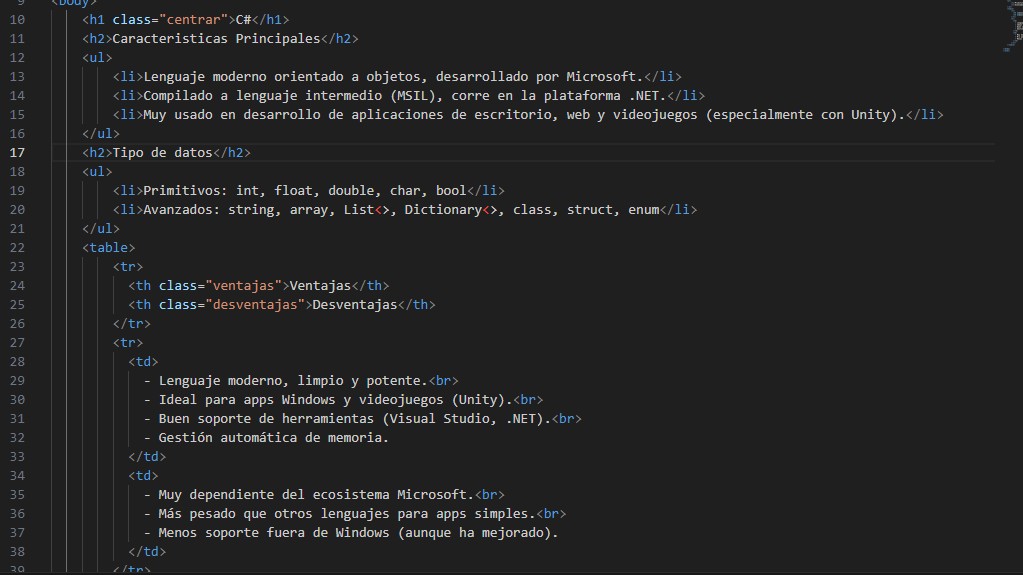 9 <body>
10 <h1 class="centrar">C#</h1>
11 <h2>Caracteristicas Principales</h2>
12 <ul>
13 <li>Lenguaje moderno orientado a objetos, desarrollado por Microsoft.</li>
14 <li>Compilado a lenguaje intermedio (MSIL), corre en la plataforma .NET.</li>
15 <li>Muy usado en desarrollo de aplicaciones de escritorio, web y videojuegos (especialmente con Unity).</li>
16 </ul>
17 <h2>Tipo de datos</h2>
18 <ul>
19 <li>Primitivos: int, float, double, char, bool</li>
20 <li>Avanzados: string, array, List<>, Dictionary<>, class, struct, enum</li>
21 </ul>
22 <table>
23 <tr>
24 <th class="ventajas">Ventajas</th>
25 <th class="desventajas">Desventajas</th>
26 </tr>
27 <tr>
28 <td>
29 - Lenguaje moderno, limpio y potente.<br>
30 - Ideal para apps Windows y videojuegos (Unity).<br>
31 - Buen soporte de herramientas (Visual Studio, .NET).<br>
32 - Gestión automática de memoria.
33 </td>
34 <td>
35 - Muy dependiente del ecosistema Microsoft.<br>
36 - Más pesado que otros lenguajes para apps simples.<br>
37 - Menos soporte fuera de Windows (aunque ha mejorado).
38 </td>
39 </tr>